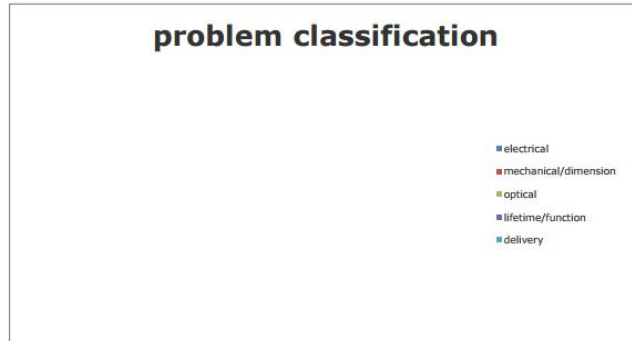 problem classification
electrical
mechanical/dimension
optical
lifetime/function
delivery